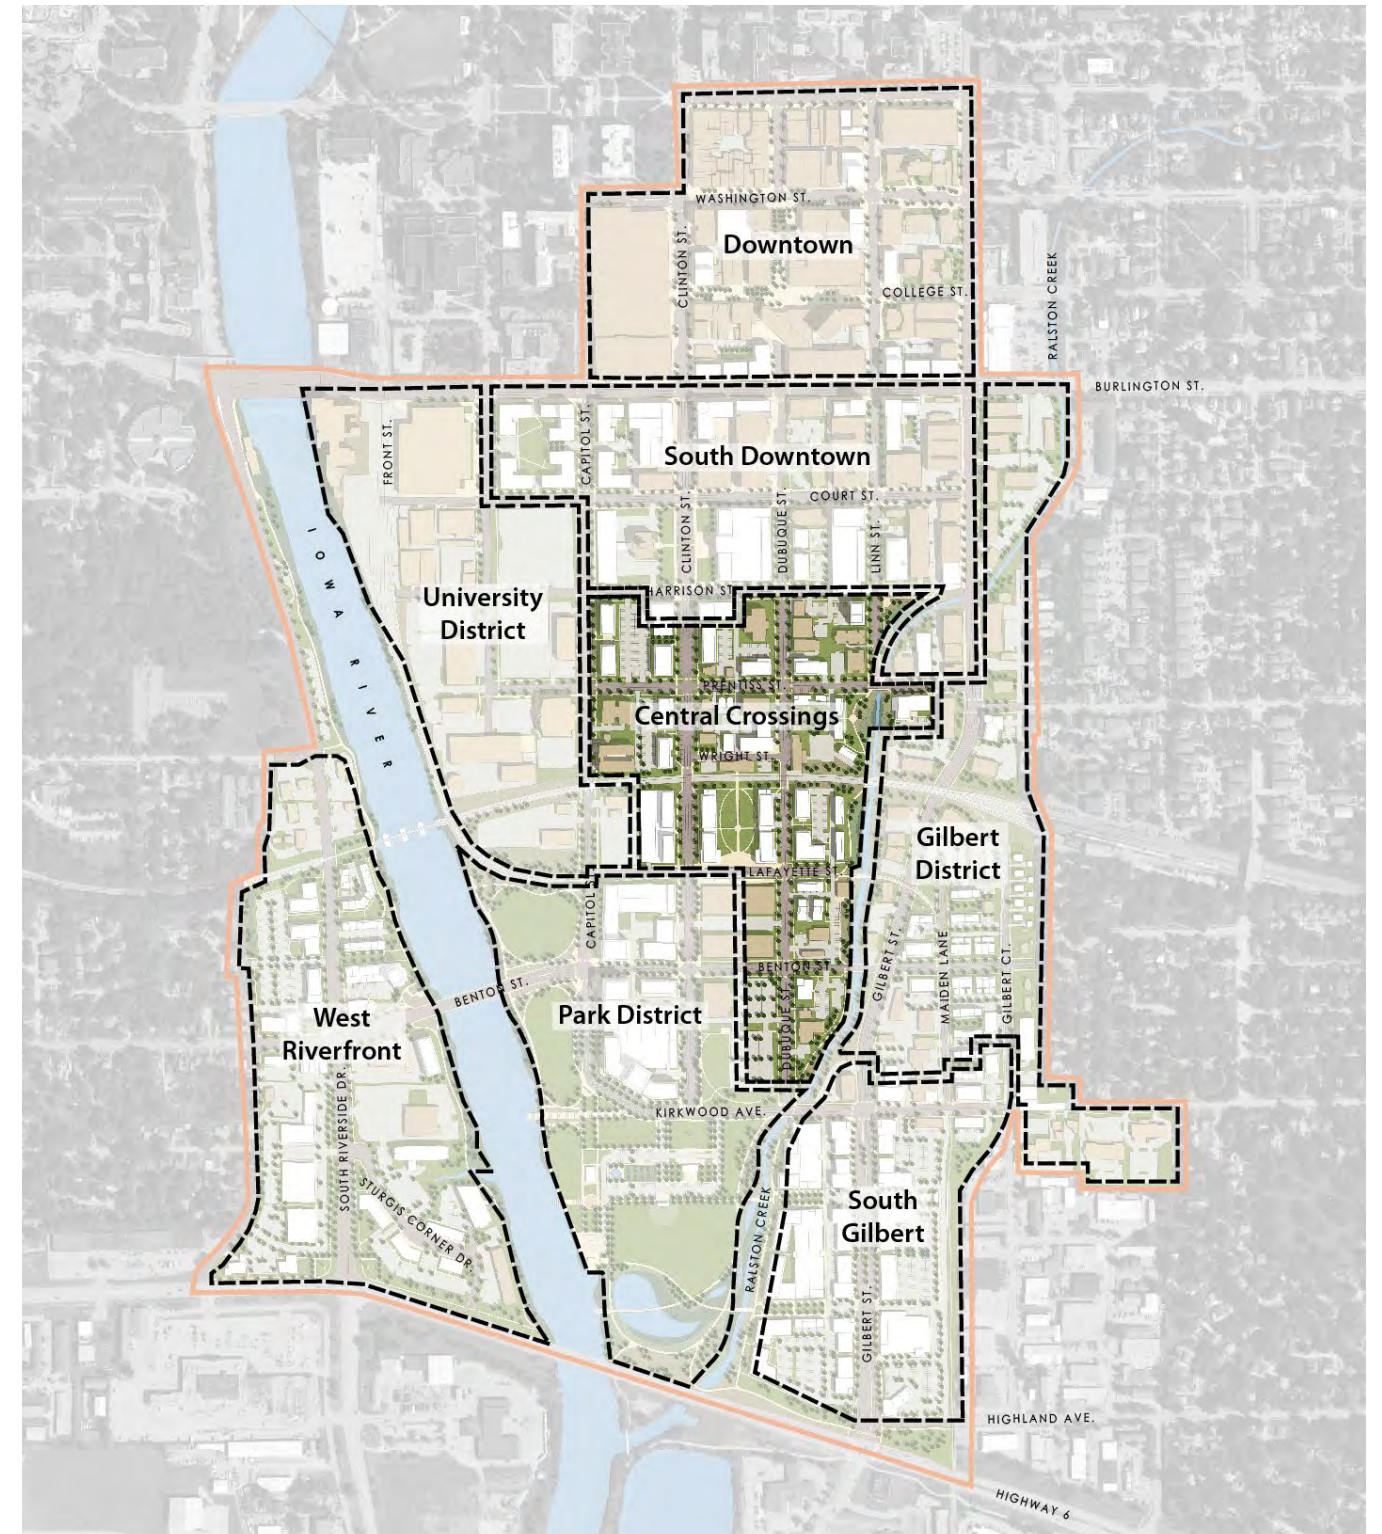 WASHINGTON ST.
Downtown
CLINTON ST.
COLLEGE ST.
RALSTON CREEK
BURLINGTON ST.
FRONT ST.
CAPITOL ST.
South Downtown
COURT ST.
CLINTON ST.
DUBUQUE ST.
LINN ST.
IOWA RIVER
University
District
HARRISON ST.
PRENTISS ST.
Central Crossings
WRIGHT ST.
Gilbert
District
LAFAYETTE ST.
CAPITOL ST.
GILBERT ST.
MAIDEN LANE
GILBERT CT.
BENTON ST.
BENTON ST.
West
Riverfront
Park District
DUBUQUE ST.
KIRKWOOD AVE.
SOUTH RIVERSIDE DR.
STURGIS CORNER DR.
RALSTON CREEK
South
Gilbert
GILBERT ST.
HIGHLAND AVE.
HIGHWAY 6